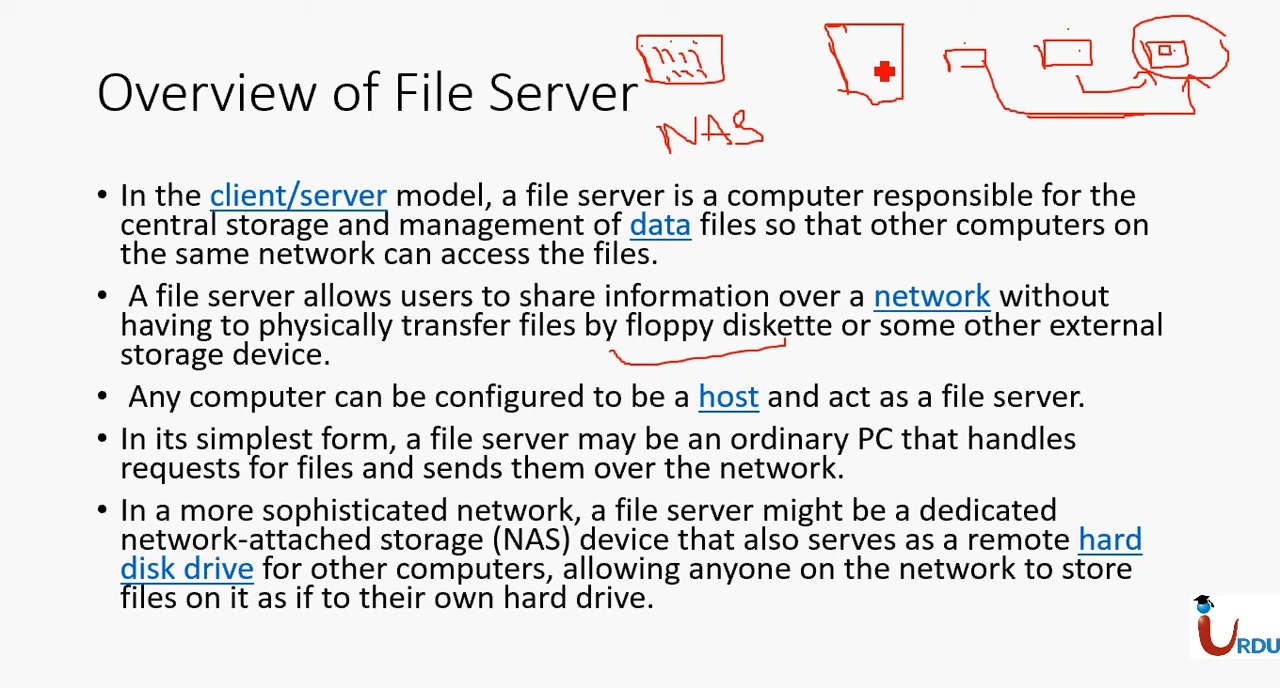 Overview of File Server
NAS
• In the client/server model, a file server is a computer responsible for the
central storage and management of data files so that other computers on
the same network can access the files.
• A file server allows users to share information over a network without
having to physically transfer files by floppy diskette or some other external
storage device.
• Any computer can be configured to be a host and act as a file server.
• In its simplest form, a file server may be an ordinary PC that handles
requests for files and sends them over the network.
• In a more sophisticated network, a file server might be a dedicated
network-attached storage (NAS) device that also serves as a remote hard
disk drive for other computers, allowing anyone on the network to store
files on it as if to their own hard drive.
iURDU